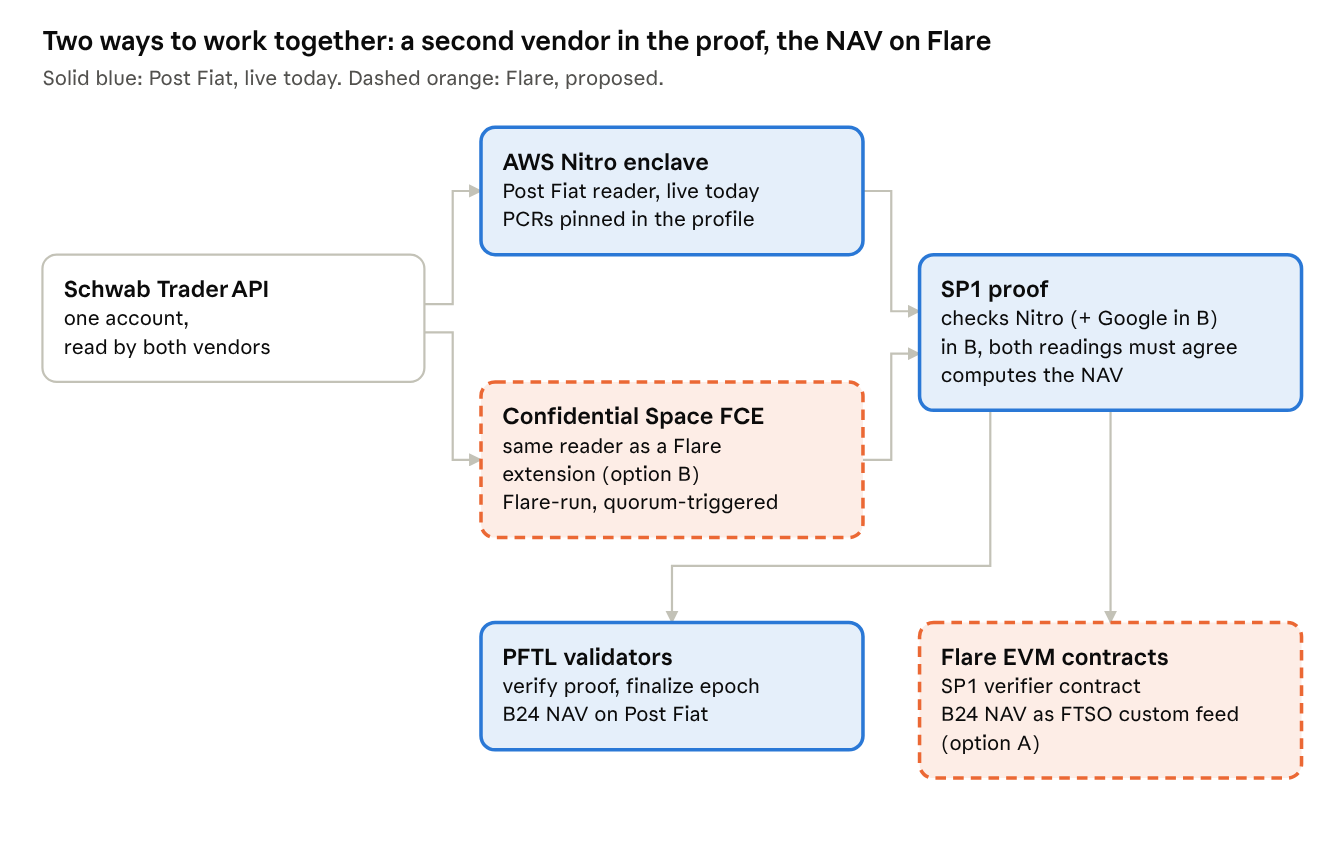 Two ways to work together: a second vendor in the proof, the NAV on Flare
Solid blue: Post Fiat, live today. Dashed orange: Flare, proposed.
AWS Nitro enclave
Post Fiat reader, live today
PCRs pinned in the profile
Schwab Trader API
one account,
read by both vendors
SP1 proof
checks Nitro (+ Google in B)
in B, both readings must agree
computes the NAV
Confidential Space FCE
same reader as a Flare
extension (option B)
Flare-run, quorum-triggered
PFTL validators
verify proof, finalize epoch
B24 NAV on Post Fiat
Flare EVM contracts
SP1 verifier contract
B24 NAV as FTSO custom feed
(option A)